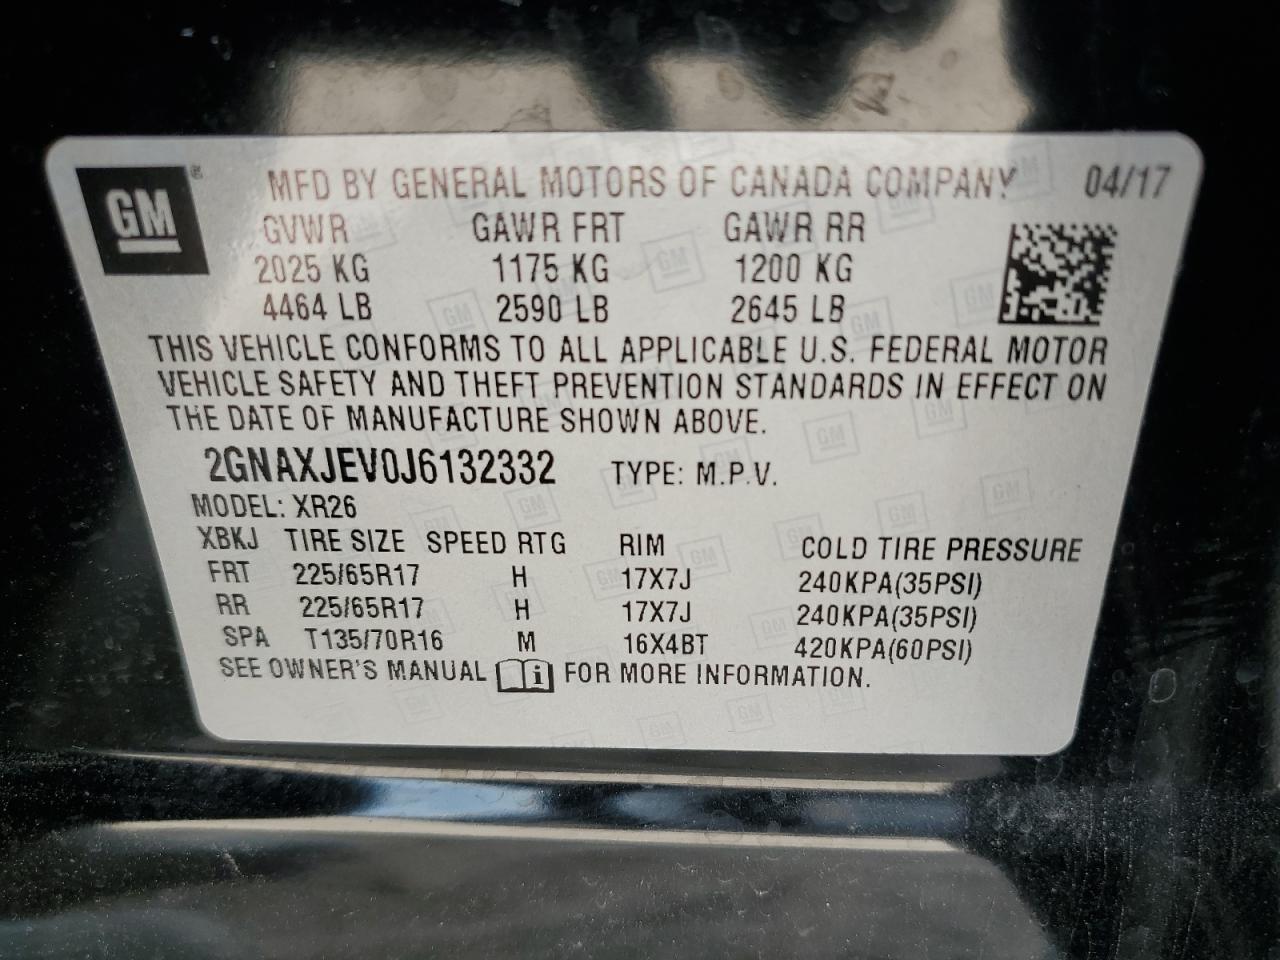 GM ®
MFD BY GENERAL MOTORS OF CANADA COMPANY 04/17
GVWR GAWR FRT GAWR RR
2025 KG 1175 KG 1200 KG
4464 LB 2590 LB 2645 LB
THIS VEHICLE CONFORMS TO ALL APPLICABLE U.S. FEDERAL MOTOR
VEHICLE SAFETY AND THEFT PREVENTION STANDARDS IN EFFECT ON
THE DATE OF MANUFACTURE SHOWN ABOVE.
2GNAXJEV0J6132332 TYPE: M.P.V.
MODEL: XR26
XBKJ TIRE SIZE SPEED RTG RIM COLD TIRE PRESSURE
FRT 225/65R17 H 17X7J 240KPA(35PSI)
RR 225/65R17 H 17X7J 240KPA(35PSI)
SPA T135/70R16 M 16X4BT 420KPA(60PSI)
SEE OWNER'S MANUAL i FOR MORE INFORMATION.